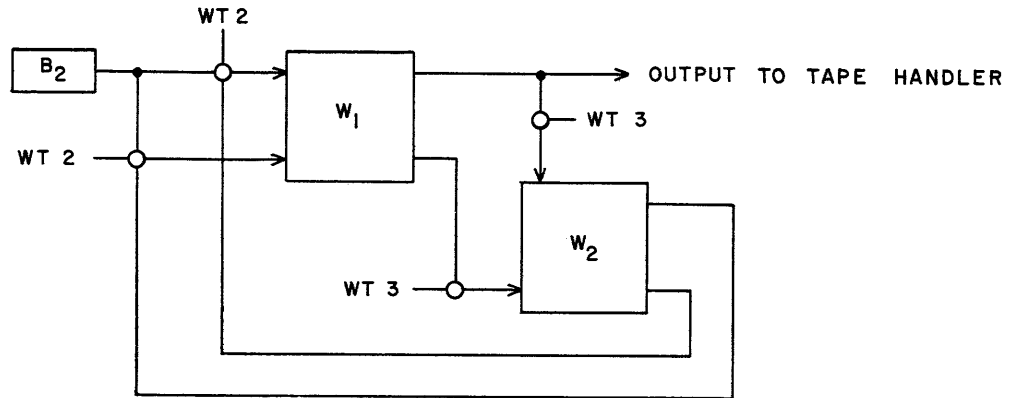 WT 2
B2
W1
OUTPUT TO TAPE HANDLER
WT 3
WT 2
W2
WT 3